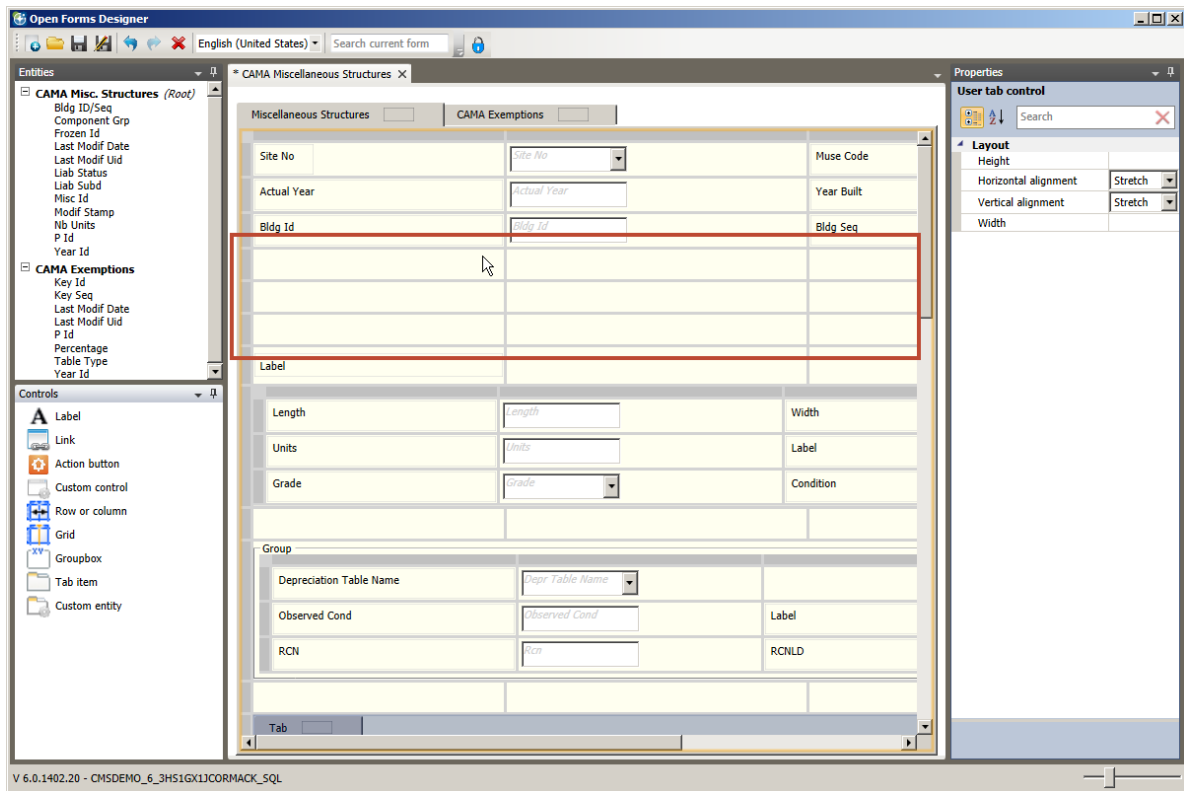 Open Forms Designer
English (United States) Search current form
Entities
CAMA Misc. Structures (Root)
Bldg ID/Seq
Component Grp
Frozen Id
Last Modif Date
Last Modif Uid
Liab Status
Liab Subd
Misc Id
Modif Stamp
Nb Units
P Id
Year Id
CAMA Exemptions
Key Id
Key Seq
Last Modif Date
Last Modif Uid
P Id
Percentage
Table Type
Year Id
Controls
Label
Link
Action button
Custom control
Row or column
Grid
XY
Groupbox
Tab item
Custom entity
* CAMA Miscellaneous Structures
Miscellaneous Structures CAMA Exemptions
Site No Site No Muse Code
Actual Year Actual Year Year Built
Bldg Id Bldg Id Bldg Seq
Label
Length Length Width
Units Units Label
Grade Grade Condition
Group
Depreciation Table Name Depr Table Name
Observed Cond Observed Cond Label
RCN Rcn RCNLD
Tab
Properties
User tab control
Search
Layout
Height
Horizontal alignment Stretch
Vertical alignment Stretch
Width
V 6.0.1402.20 - CMSDEMO_6_3HS1GX1JCORMACK_SQL